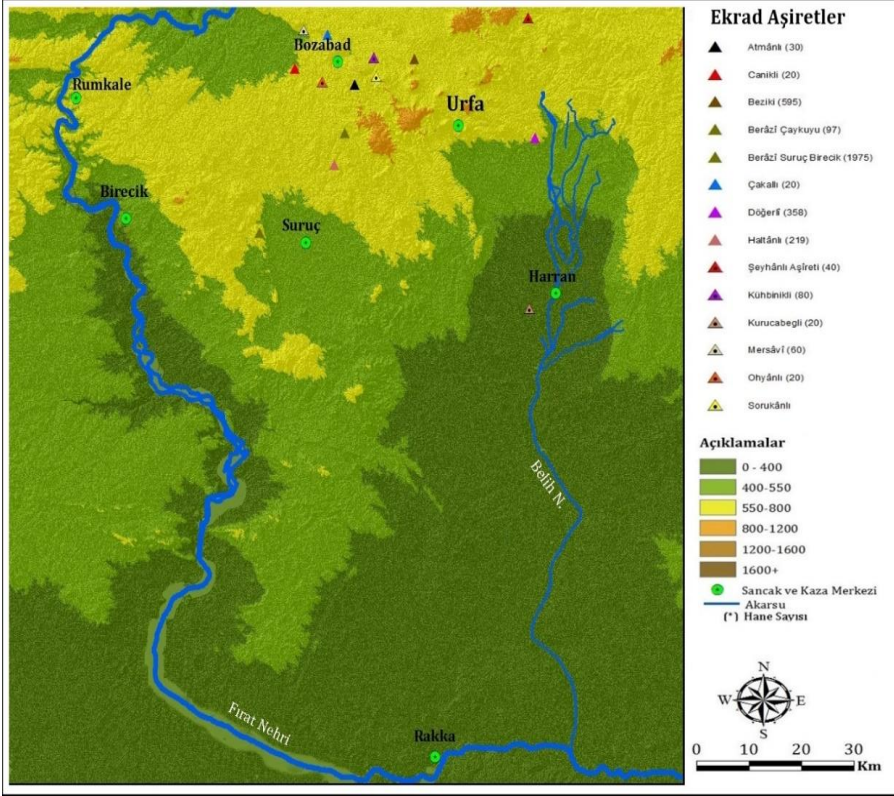 Ekrad Aşiretler
Atmânlı (30)
Canikli (20)
Beziki (595)
Berâzî Çaykuyu (97)
Berâzî Suruç Birecik (1975)
Çakallı (20)
Döğerlî (358)
Haltânlı (219)
Şeyhânlı Aşîreti (40)
Kühbinikli (80)
Kurucabegli (20)
Mersâvî (60)
Ohyânlı (20)
Sorukânlı
Açıklamalar
0 - 400
400-550
550-800
800-1200
1200-1600
1600+
Sancak ve Kaza Merkezi
Akarsu
(*) Hane Sayısı
N
W
E
S
0 10 20 30
Km
Bozabad
Rumkale
Urfa
Birecik
Suruç
Harran
Belih N.
Fırat Nehri
Rakka